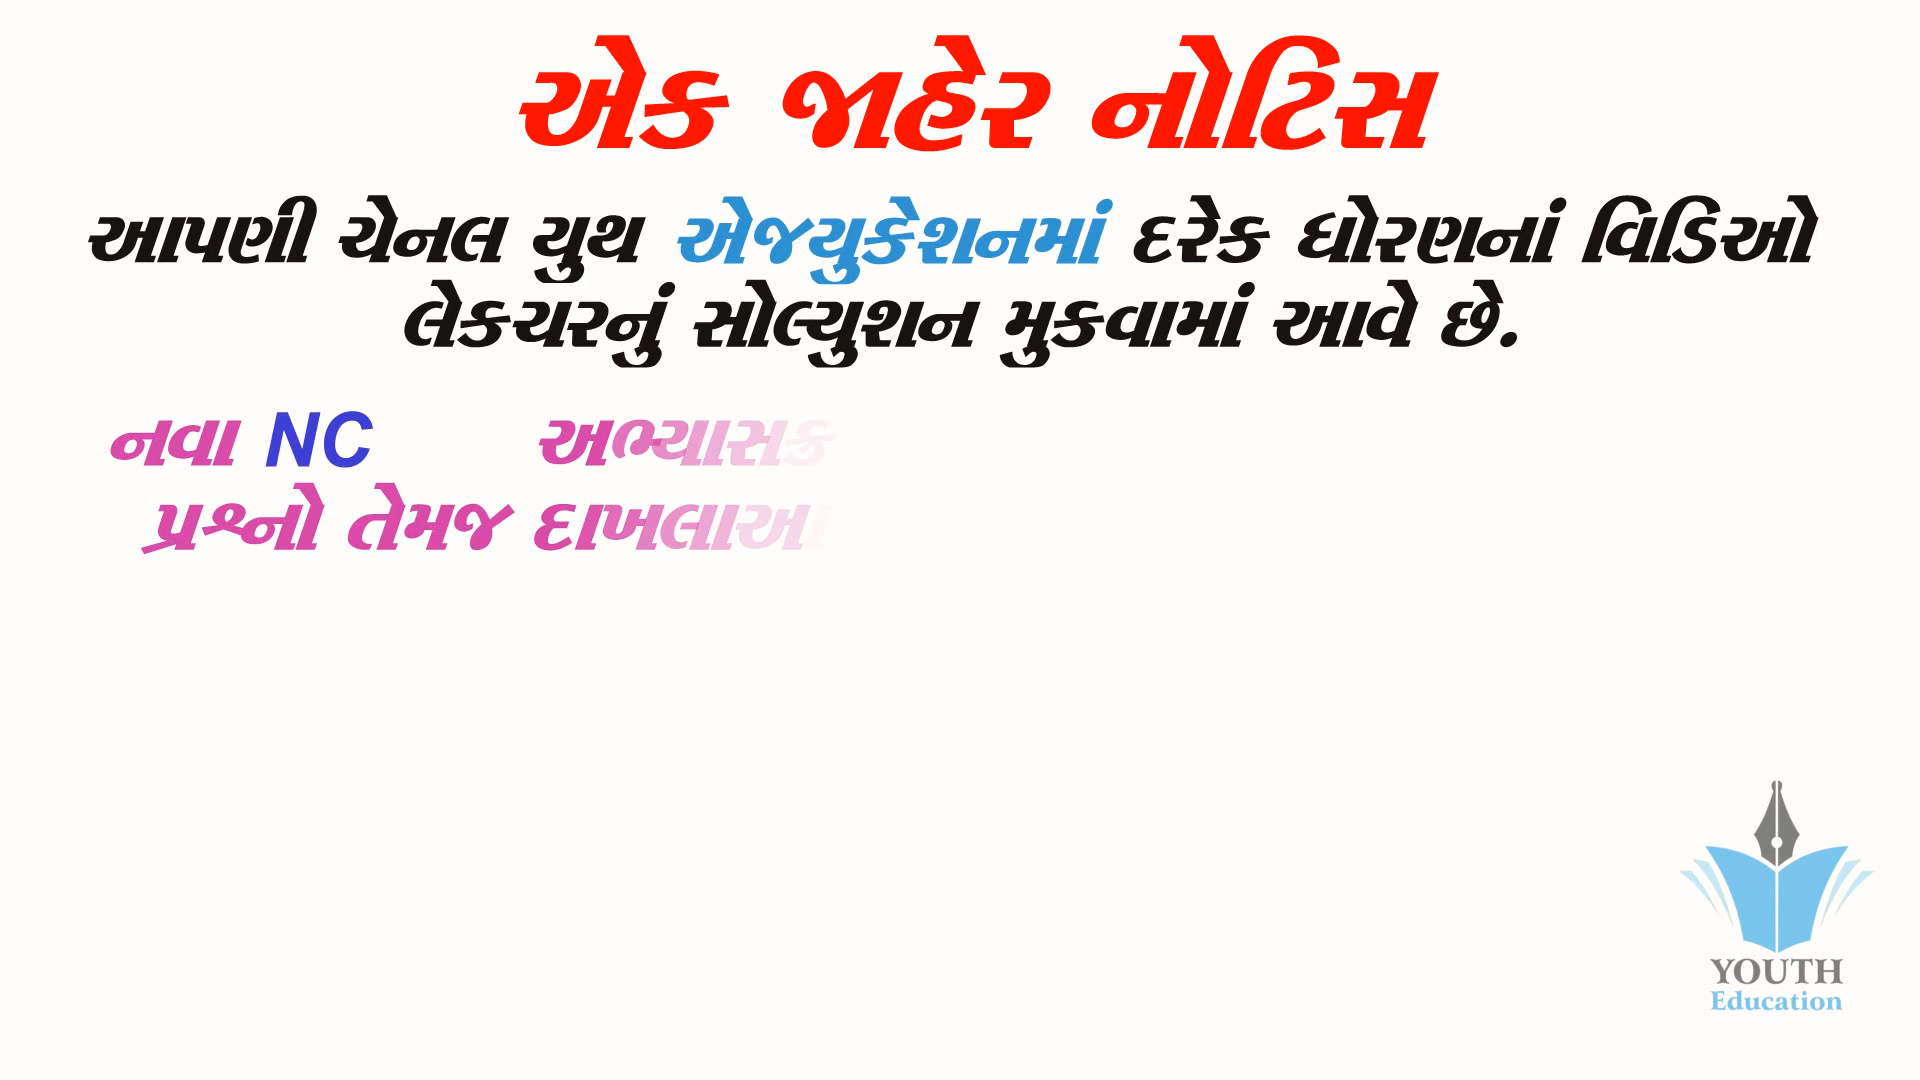 એક જાહેર નોટિસ
આપણી ચેનલ યુથ એજયુકેશનમાં દરેક ધોરણનાં વિડિઓ
લેકચરનું સોલ્યુશન મુકવામાં આવે છે.
નવા NC અભ્યાસક
પ્રશ્નો તેમજ દાખલાઓ
YOUTH
Education